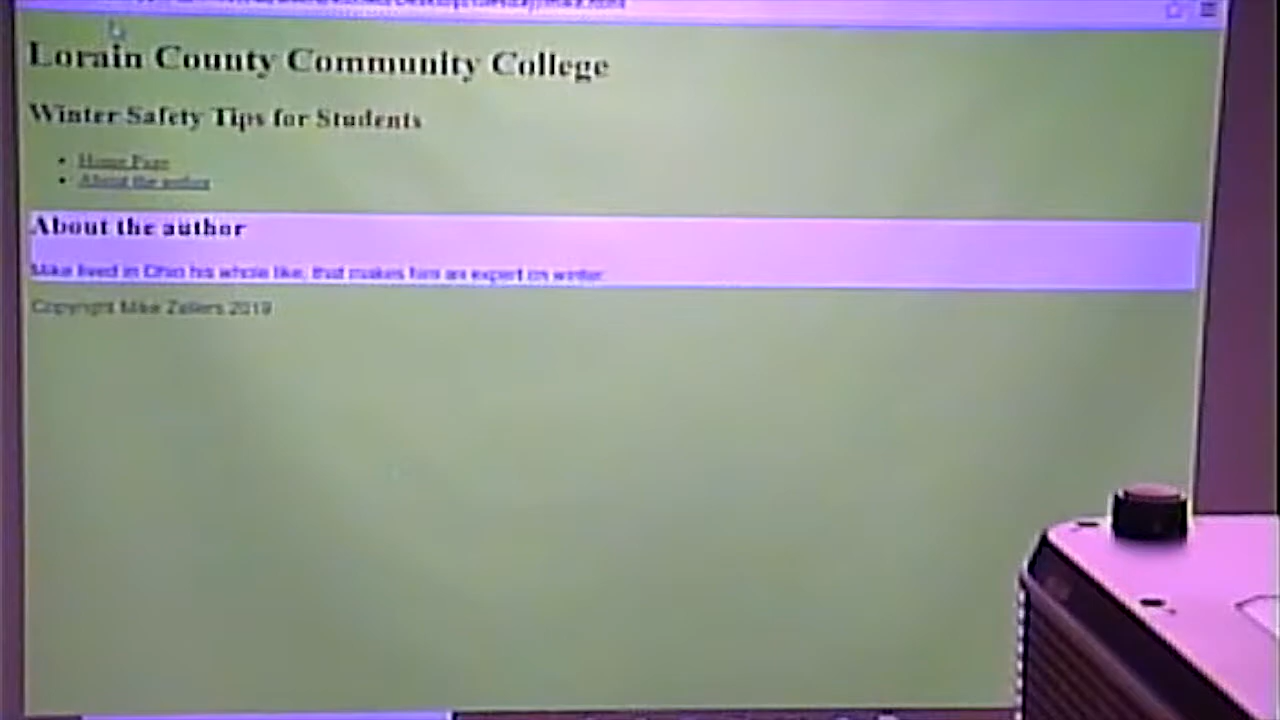 Lorain County Community College
Winter Safety Tips for Students
Home Page
About the author
About the author
Mike lived in Ohio his whole like, that makes him an expert on winter.
Copyright Mike Zellers 2019